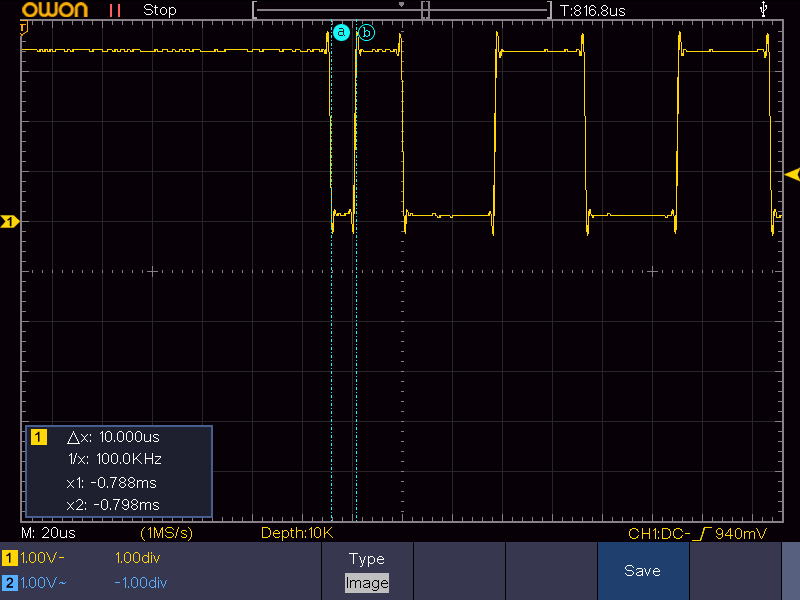 OWON Stop T:816.8us
T
a b
1
1 △x: 10.000us
1/x: 100.0KHz
x1: -0.788ms
x2: -0.798ms
M: 20us (1MS/s) Depth:10K CH1:DC- 940mV
1 1.00V- 1.00div
2 1.00V~ -1.00div
Type
Image
Save